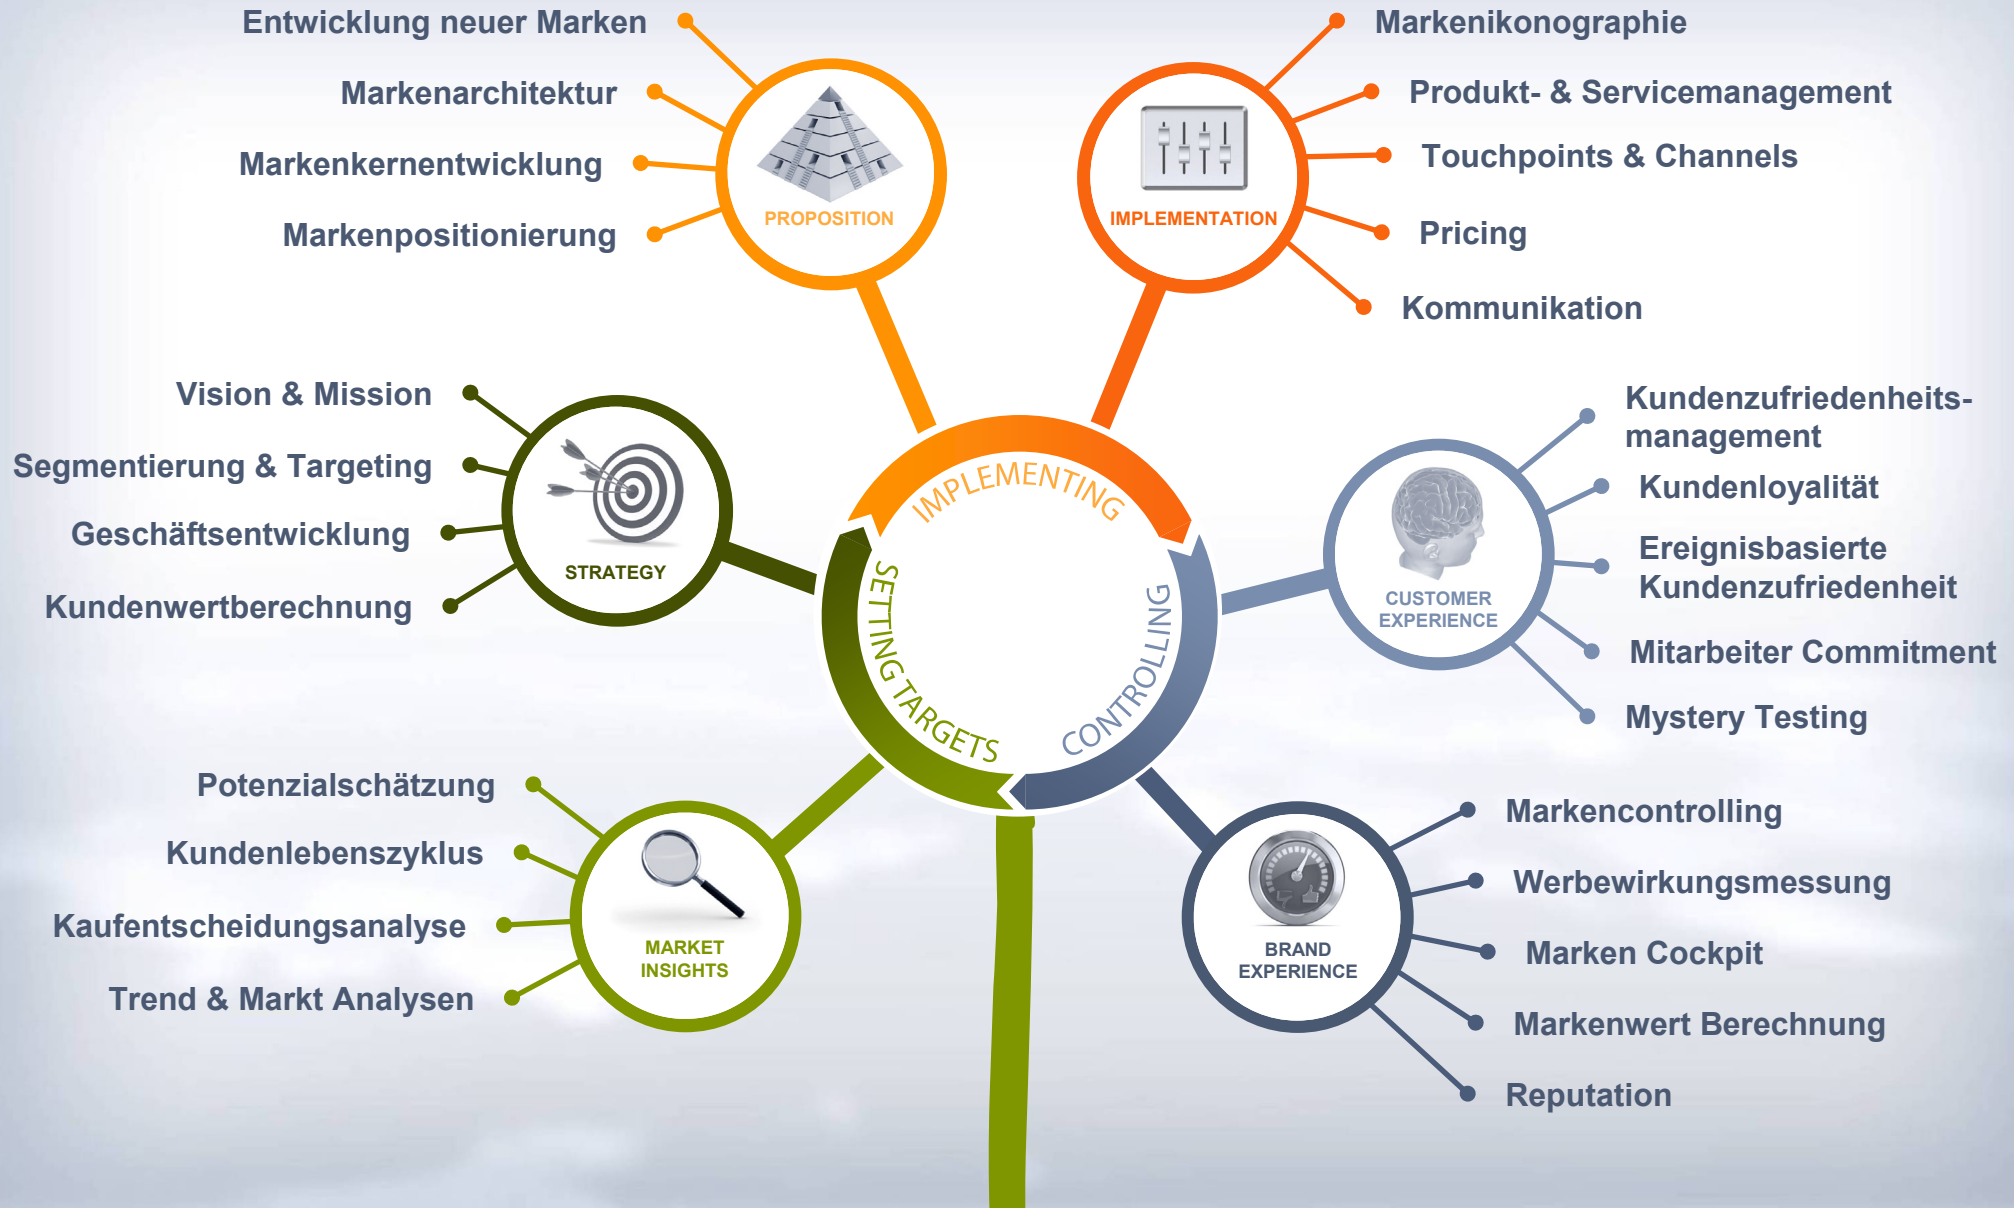 Entwicklung neuer Marken
Markenarchitektur
Markenkernentwicklung
Markenpositionierung
PROPOSITION
Markenikonographie
Produkt- & Servicemanagement
Touchpoints & Channels
Pricing
Kommunikation
IMPLEMENTATION
Vision & Mission
Segmentierung & Targeting
Geschäftsentwicklung
Kundenwertberechnung
STRATEGY
IMPLEMENTING
SETTING TARGETS
CONTROLLING
Kundenzufriedenheits-
management
Kundenloyalität
Ereignisbasierte
Kundenzufriedenheit
Mitarbeiter Commitment
Mystery Testing
CUSTOMER
EXPERIENCE
Potenzialschätzung
Kundenlebenszyklus
Kaufentscheidungsanalyse
Trend & Markt Analysen
MARKET
INSIGHTS
Markencontrolling
Werbewirkungsmessung
Marken Cockpit
Markenwert Berechnung
Reputation
BRAND
EXPERIENCE